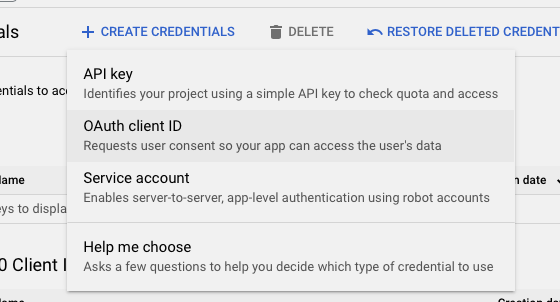 als
CREATE CREDENTIALS
DELETE
RESTORE DELETED CREDENT
API key
Identifies your project using a simple API key to check quota and access
entials to acc
OAuth client ID
Requests user consent so your app can access the user's data
Service account
Name
n date
Enables server-to-server, app-level authentication using robot accounts
eys to displa
Help me choose
Asks a few questions to help you decide which type of credential to use
0 Client I